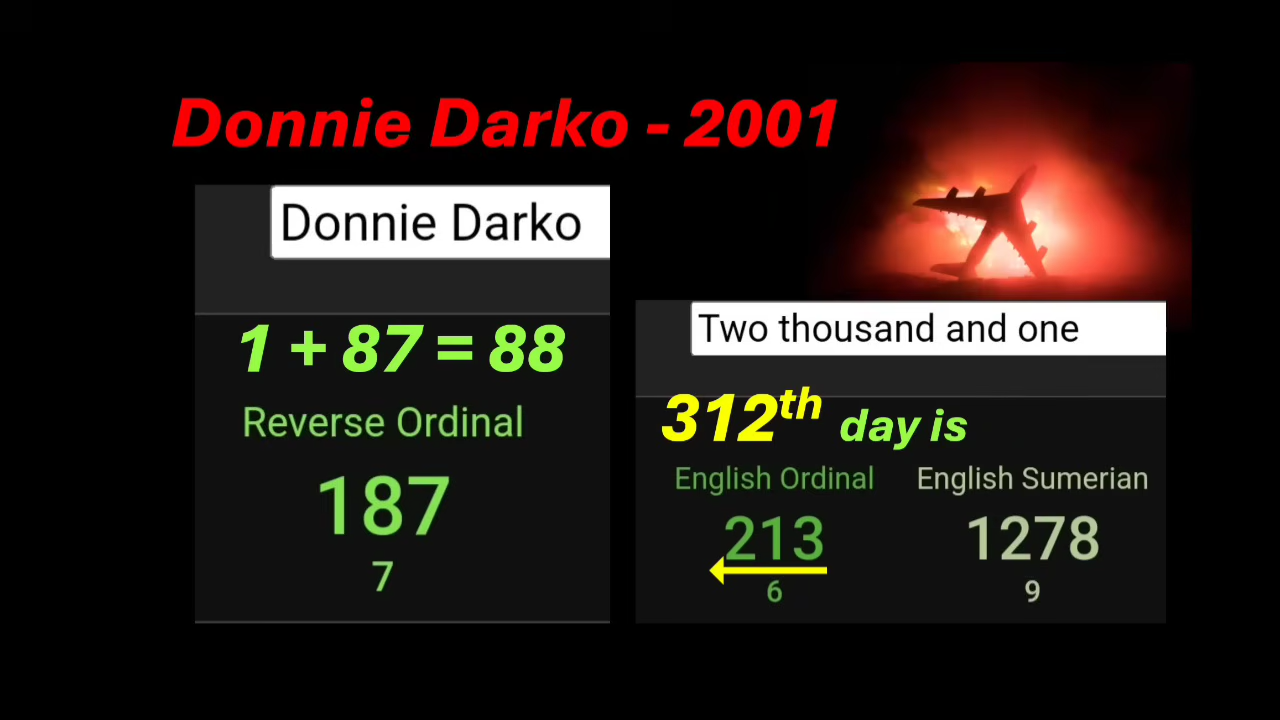 Donnie Darko - 2001
Donnie Darko
1 + 87 = 88
Reverse Ordinal
187
7
Two thousand and one
312th day is
English Ordinal English Sumerian
213 1278
6 9